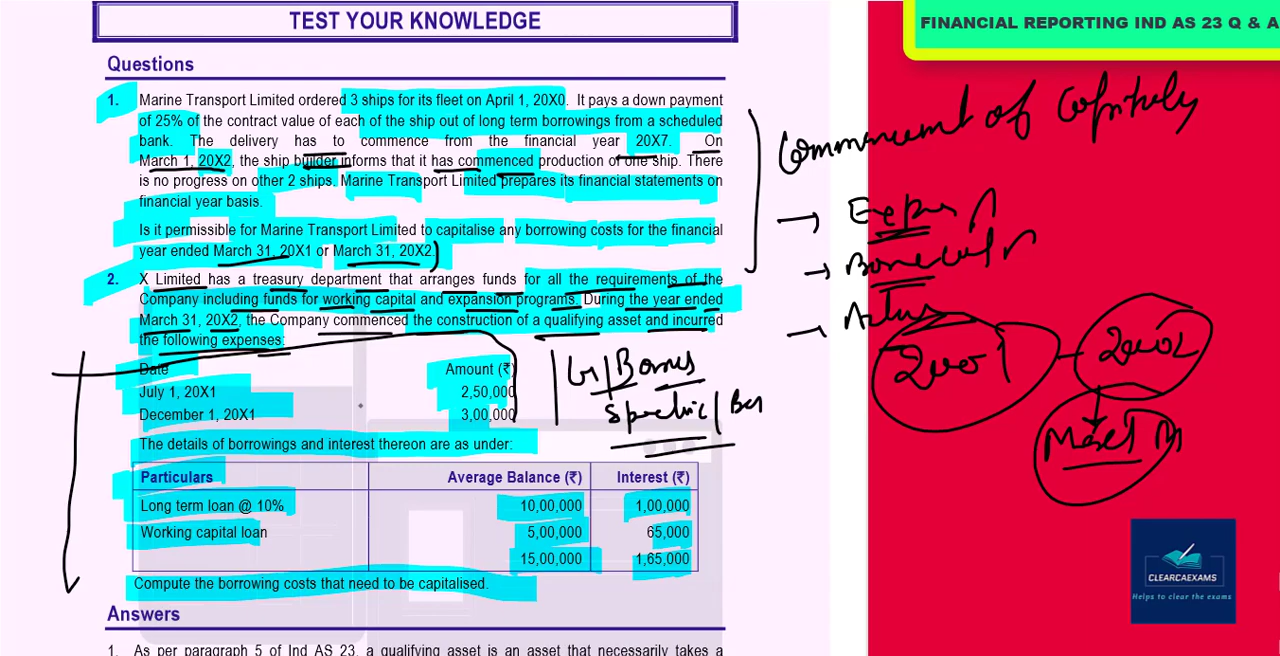 TEST YOUR KNOWLEDGE
FINANCIAL REPORTING IND AS 23 Q & A
Questions
1. Marine Transport Limited ordered 3 ships for its fleet on April 1, 20X0. It pays a down payment
of 25% of the contract value of each of the ship out of long term borrowings from a scheduled
bank. The delivery has to commence from the financial year 20X7. On
March 1, 20X2, the ship builder informs that it has commenced production of one ship. There
is no progress on other 2 ships. Marine Transport Limited prepares its financial statements on
financial year basis.
Is it permissible for Marine Transport Limited to capitalise any borrowing costs for the financial
year ended March 31, 20X1 or March 31, 20X2.
2. X Limited has a treasury department that arranges funds for all the requirements of the
Company including funds for working capital and expansion programs. During the year ended
March 31, 20X2, the Company commenced the construction of a qualifying asset and incurred
the following expenses:
Date Amount (₹)
July 1, 20X1 2,50,000
December 1, 20X1 3,00,000
The details of borrowings and interest thereon are as under:
Particulars Average Balance (₹) Interest (₹)
Long term loan @ 10% 10,00,000 1,00,000
Working capital loan 5,00,000 65,000
15,00,000 1,65,000
Compute the borrowing costs that need to be capitalised.
Answers
1. As per paragraph 5 of Ind AS 23, a qualifying asset is an asset that necessarily takes a
of
CLEARCAEXAMS
Helps to clear the exams